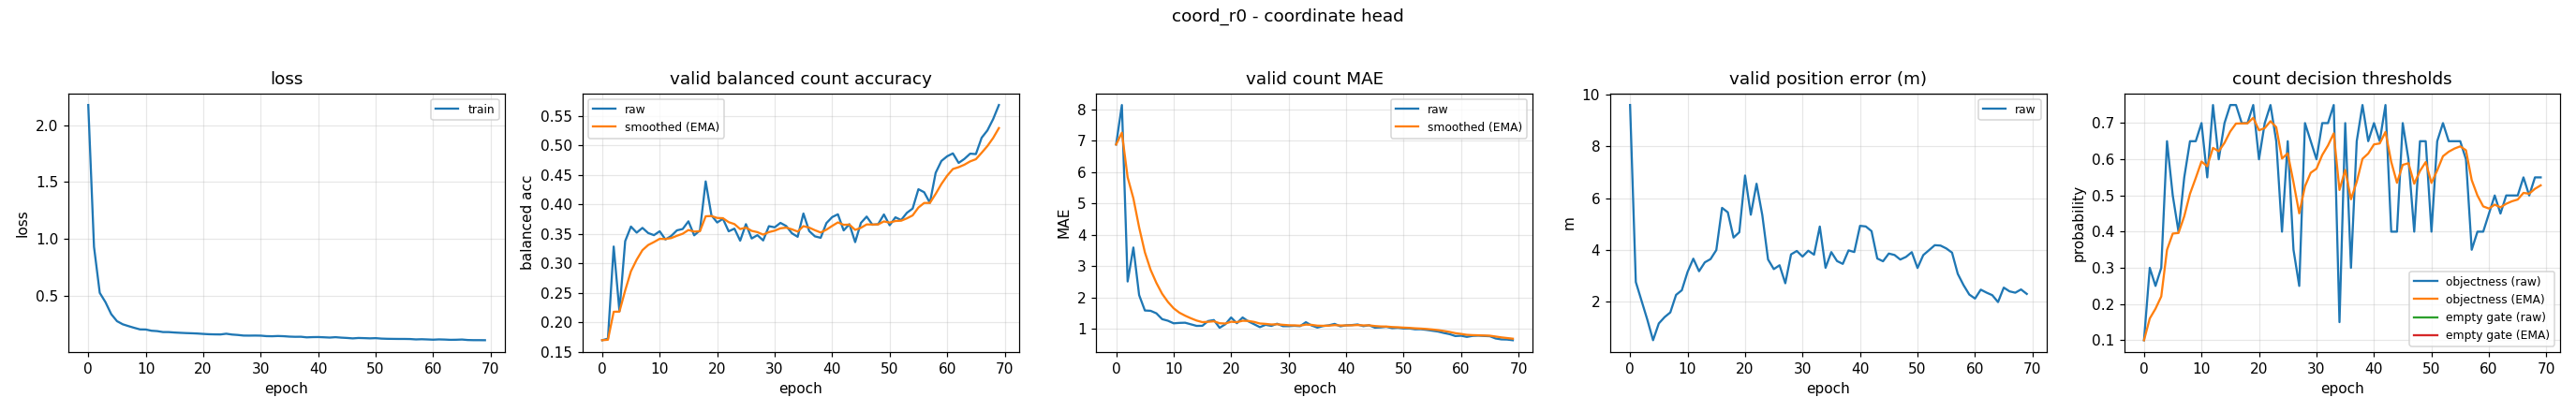 coord_r0 - coordinate head
loss
train
2.0
1.5
1.0
0.5
loss
0 10 20 30 40 50 60 70
epoch
valid balanced count accuracy
raw
smoothed (EMA)
0.55
0.50
0.45
0.40
0.35
0.30
0.25
0.20
0.15
balanced acc
0 10 20 30 40 50 60 70
epoch
valid count MAE
raw
smoothed (EMA)
8
7
6
5
4
3
2
1
MAE
0 10 20 30 40 50 60 70
epoch
valid position error (m)
raw
10
8
6
4
2
m
0 10 20 30 40 50 60 70
epoch
count decision thresholds
0.7
0.6
0.5
0.4
0.3
0.2
0.1
probability
objectness (raw)
objectness (EMA)
empty gate (raw)
empty gate (EMA)
0 10 20 30 40 50 60 70
epoch